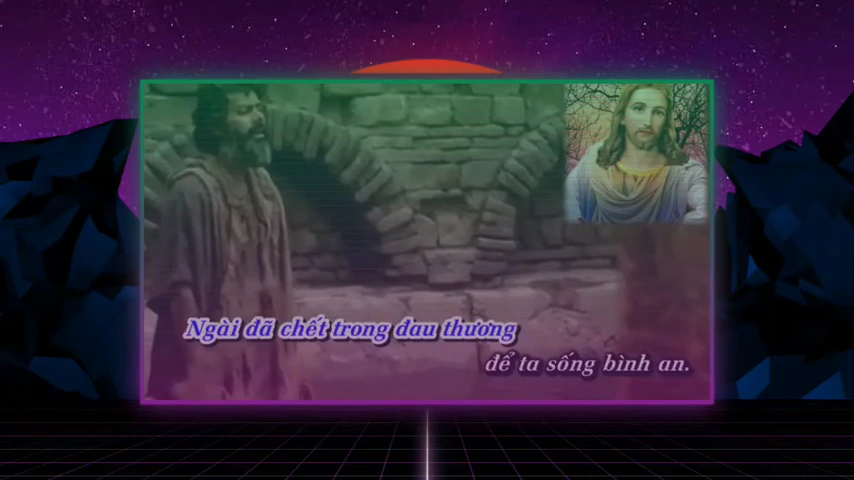 Ngài đã chết trong đau thương
để ta sống bình an.